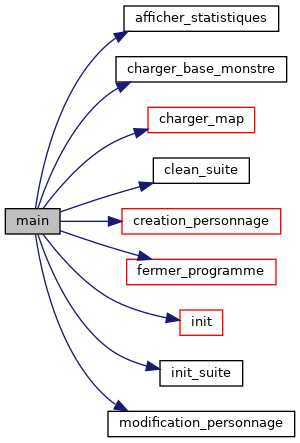 afficher_statistiques
charger_base_monstre
charger_map
clean_suite
main
creation_personnage
fermer_programme
init
init_suite
modification_personnage